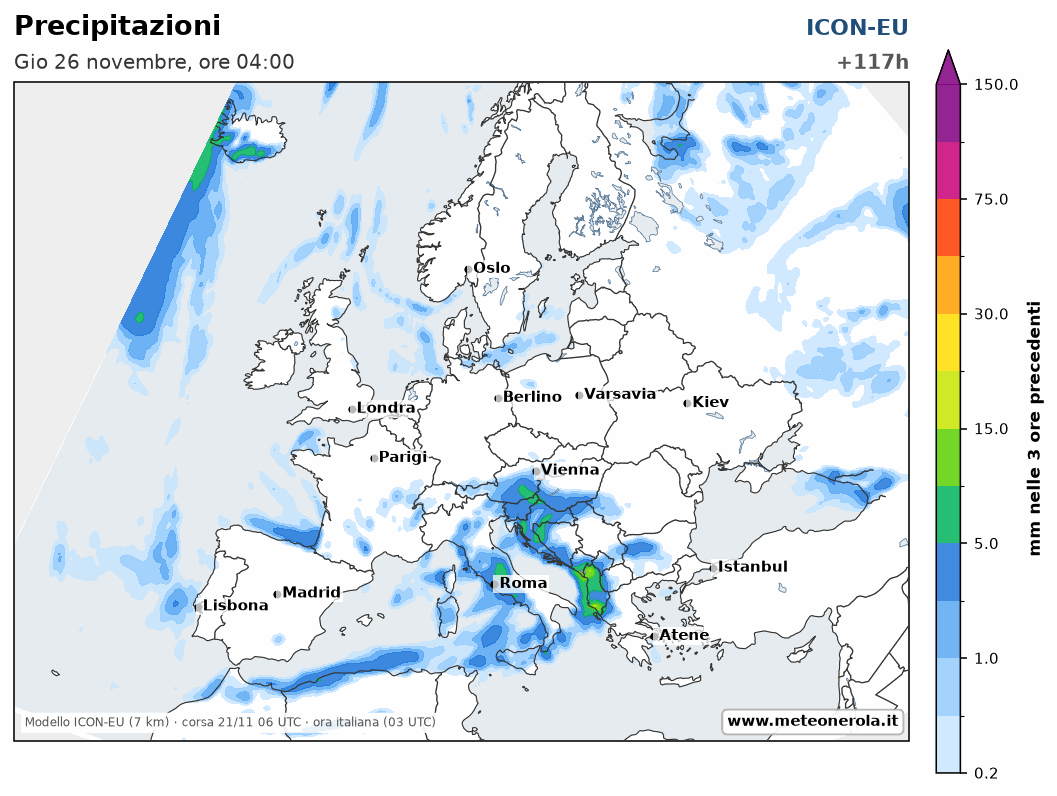 Precipitazioni
ICON-EU
Gio 26 novembre, ore 04:00
+117h
150.0
75.0
30.0
15.0
5.0
1.0
0.2
mm nelle 3 ore precedenti
Oslo
Berlino
Varsavia
Kiev
Londra
Parigi
Vienna
Istanbul
Roma
Madrid
Lisbona
Atene
Modello ICON-EU (7 km) · corsa 21/11 06 UTC · ora italiana (03 UTC)
www.meteonerola.it